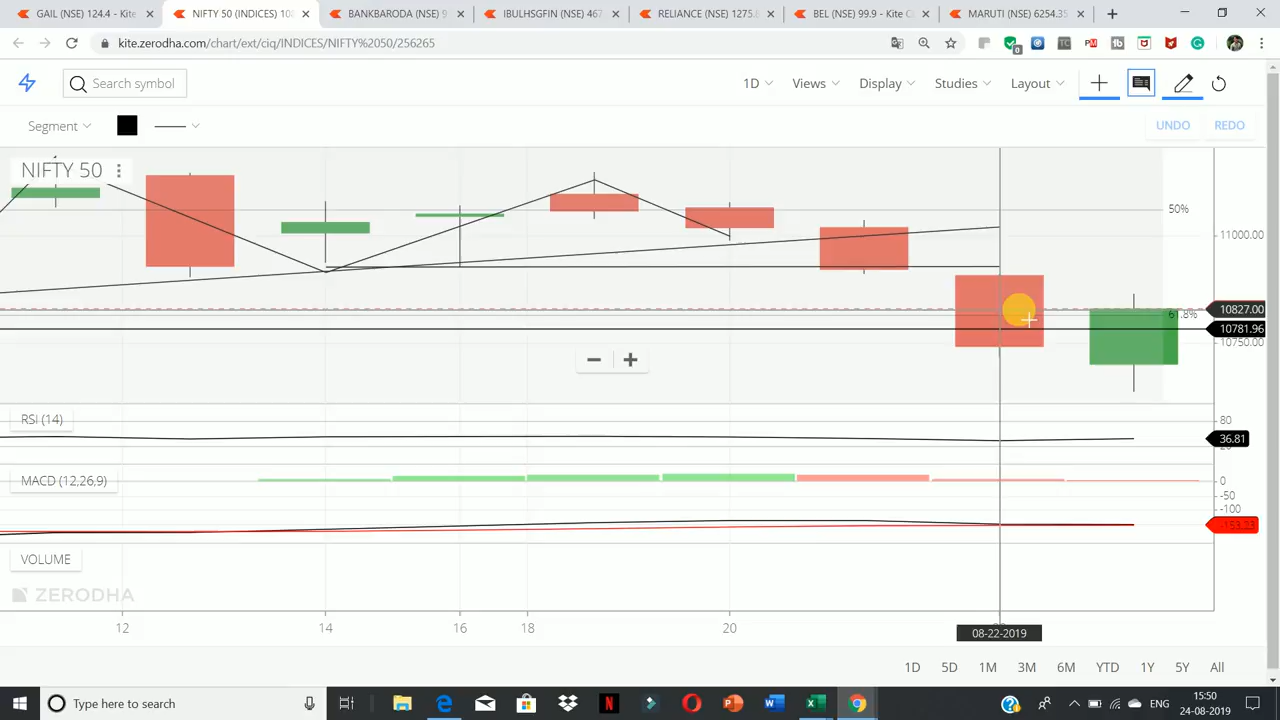 GAIL (NSE) 124.4 - Kite
NIFTY 50 (INDICES) 108
BANKBARODA (NSE) 9
IBULHSGFIN (NSE) 467
RELIANCE (NSE) 1275.
BEL (NSE) 99.9 - Kite C
MARUTI (NSE) 6254.35
kite.zerodha.com/chart/ext/ciq/INDICES/NIFTY%2050/256265
Search symbol
1D
Views
Display
Studies
Layout
Segment
UNDO
REDO
NIFTY 50
50%
11000.00
10827.00
61.8%
10781.96
10750.00
RSI (14)
80
36.81
MACD (12,26,9)
0
-50
-100
-153.23
VOLUME
ZERODHA
12
14
16
18
20
08-22-2019
1D
5D
1M
3M
6M
YTD
1Y
5Y
All
Type here to search
ENG
15:50
24-08-2019